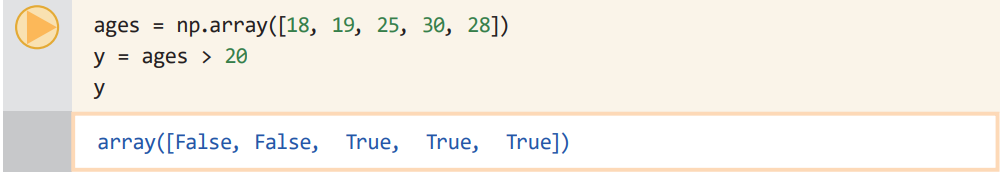 ages = np.array([18, 19, 25, 30, 28])
y = ages > 20
y
array([False, False,  True,  True,  True])